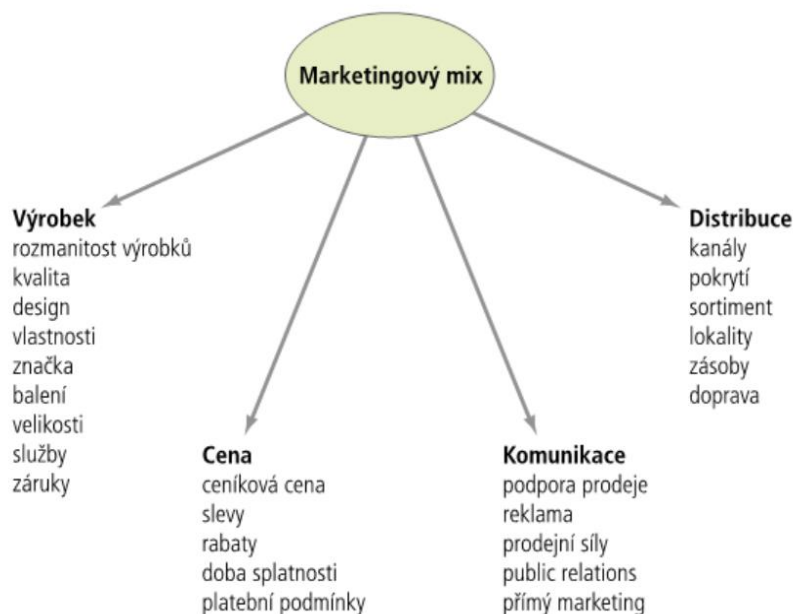 Marketingový mix
Výrobek
rozmanitost výrobků
kvalita
design
vlastnosti
značka
balení
velikosti
služby
záruky
Cena
ceníková cena
slevy
rabaty
doba splatnosti
platební podmínky
Komunikace
podpora prodeje
reklama
prodejní síly
public relations
přímý marketing
Distribuce
kanály
pokrytí
sortiment
lokality
zásoby
doprava